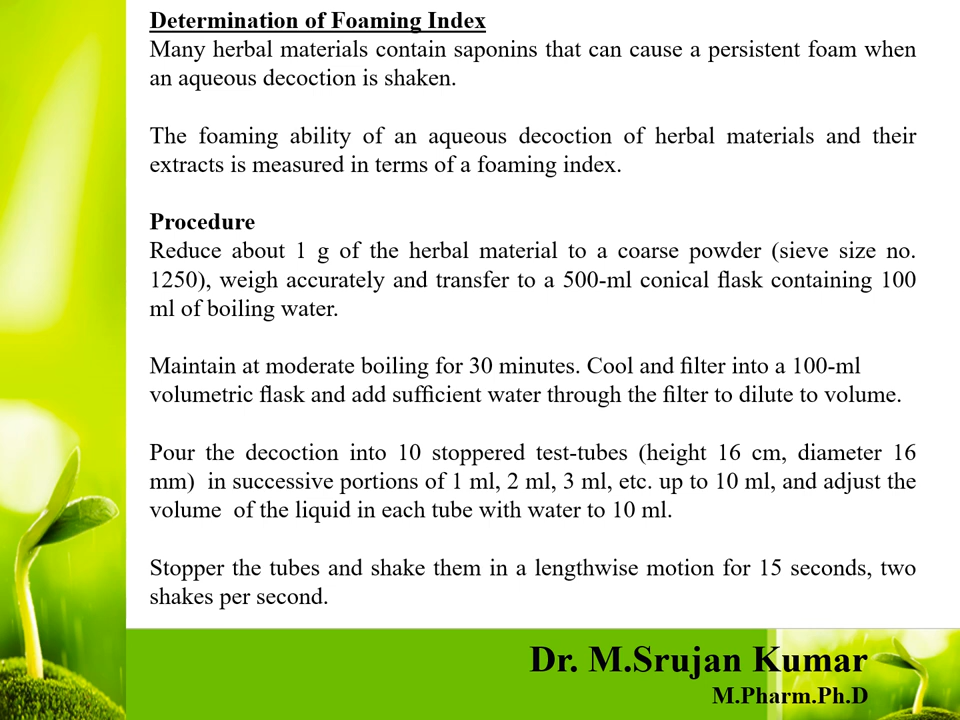 Determination of Foaming Index
Many herbal materials contain saponins that can cause a persistent foam when
an aqueous decoction is shaken.
The foaming ability of an aqueous decoction of herbal materials and their
extracts is measured in terms of a foaming index.
Procedure
Reduce about 1 g of the herbal material to a coarse powder (sieve size no.
1250), weigh accurately and transfer to a 500-ml conical flask containing 100
ml of boiling water.
Maintain at moderate boiling for 30 minutes. Cool and filter into a 100-ml
volumetric flask and add sufficient water through the filter to dilute to volume.
Pour the decoction into 10 stoppered test-tubes (height 16 cm, diameter 16
mm)  in successive portions of 1 ml, 2 ml, 3 ml, etc. up to 10 ml, and adjust the
volume  of the liquid in each tube with water to 10 ml.
Stopper the tubes and shake them in a lengthwise motion for 15 seconds, two
shakes per second.
Dr. M.Srujan Kumar
M.Pharm.Ph.D